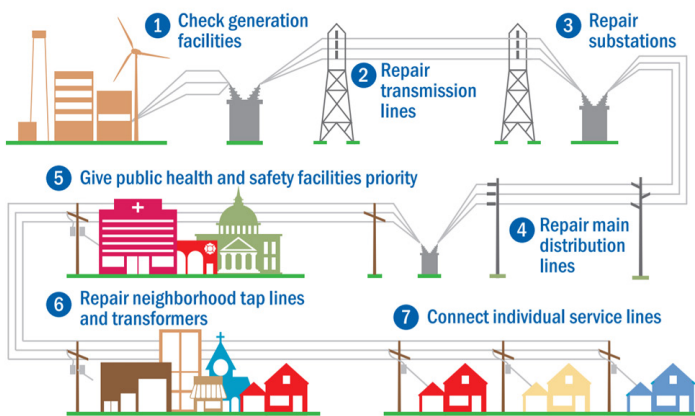 1 Check generation
facilities
2 Repair
transmission
lines
3 Repair
substations
4 Repair main
distribution
lines
5 Give public health and safety facilities priority
6 Repair neighborhood tap lines
and transformers
7 Connect individual service lines